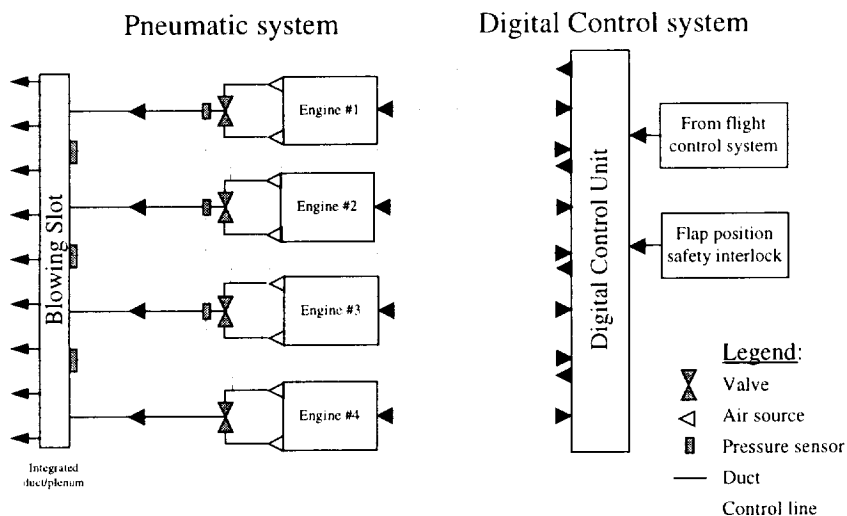 Pneumatic system
Digital Control system
Engine #1
Engine #2
Engine #3
Engine #4
Blowing Slot
Integrated
duct/plenum
Digital Control Unit
From flight
control system
Flap position
safety interlock
Legend:
Valve
Air source
Pressure sensor
Duct
Control line